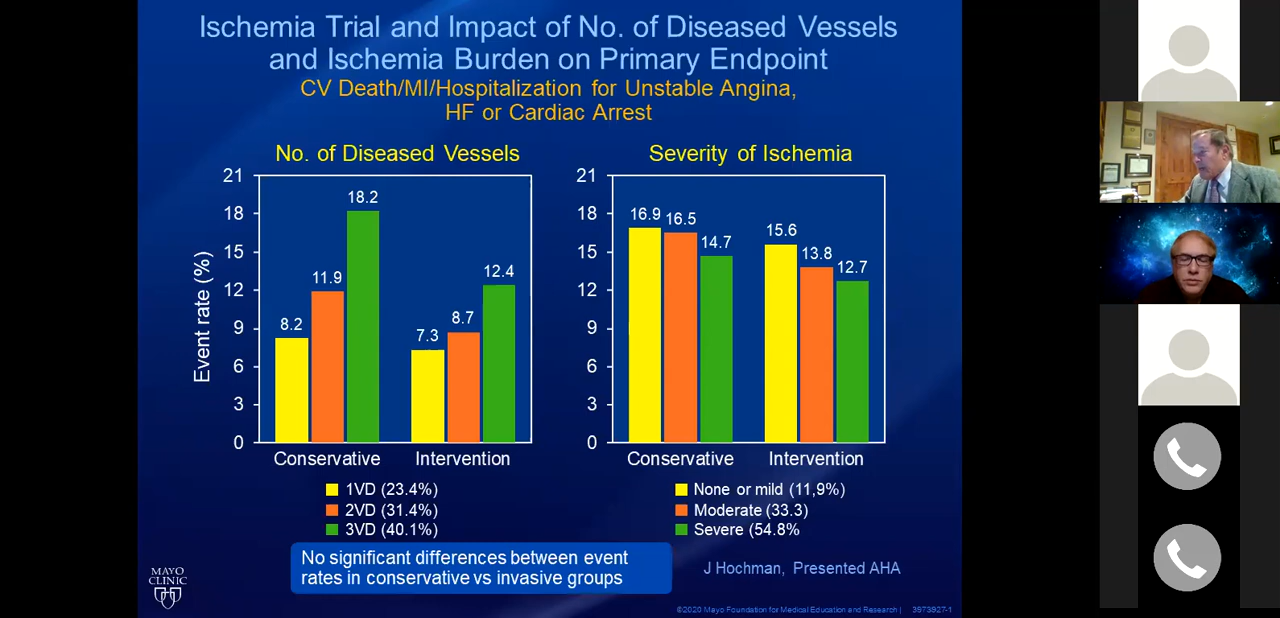 Ischemia Trial and Impact of No. of Diseased Vessels
and Ischemia Burden on Primary Endpoint
CV Death/MI/Hospitalization for Unstable Angina,
HF or Cardiac Arrest
No. of Diseased Vessels
Event rate (%)
21
18
15
12
9
6
3
0
8.2
11.9
18.2
7.3
8.7
12.4
Conservative
Intervention
1VD (23.4%)
2VD (31.4%)
3VD (40.1%)
Severity of Ischemia
21
18
15
12
9
6
3
0
16.9
16.5
14.7
15.6
13.8
12.7
Conservative
Intervention
None or mild (11,9%)
Moderate (33.3)
Severe (54.8%
No significant differences between event
rates in conservative vs invasive groups
J Hochman, Presented AHA
MAYO
CLINIC
©2020 Mayo Foundation for Medical Education and Research | 3973927-1